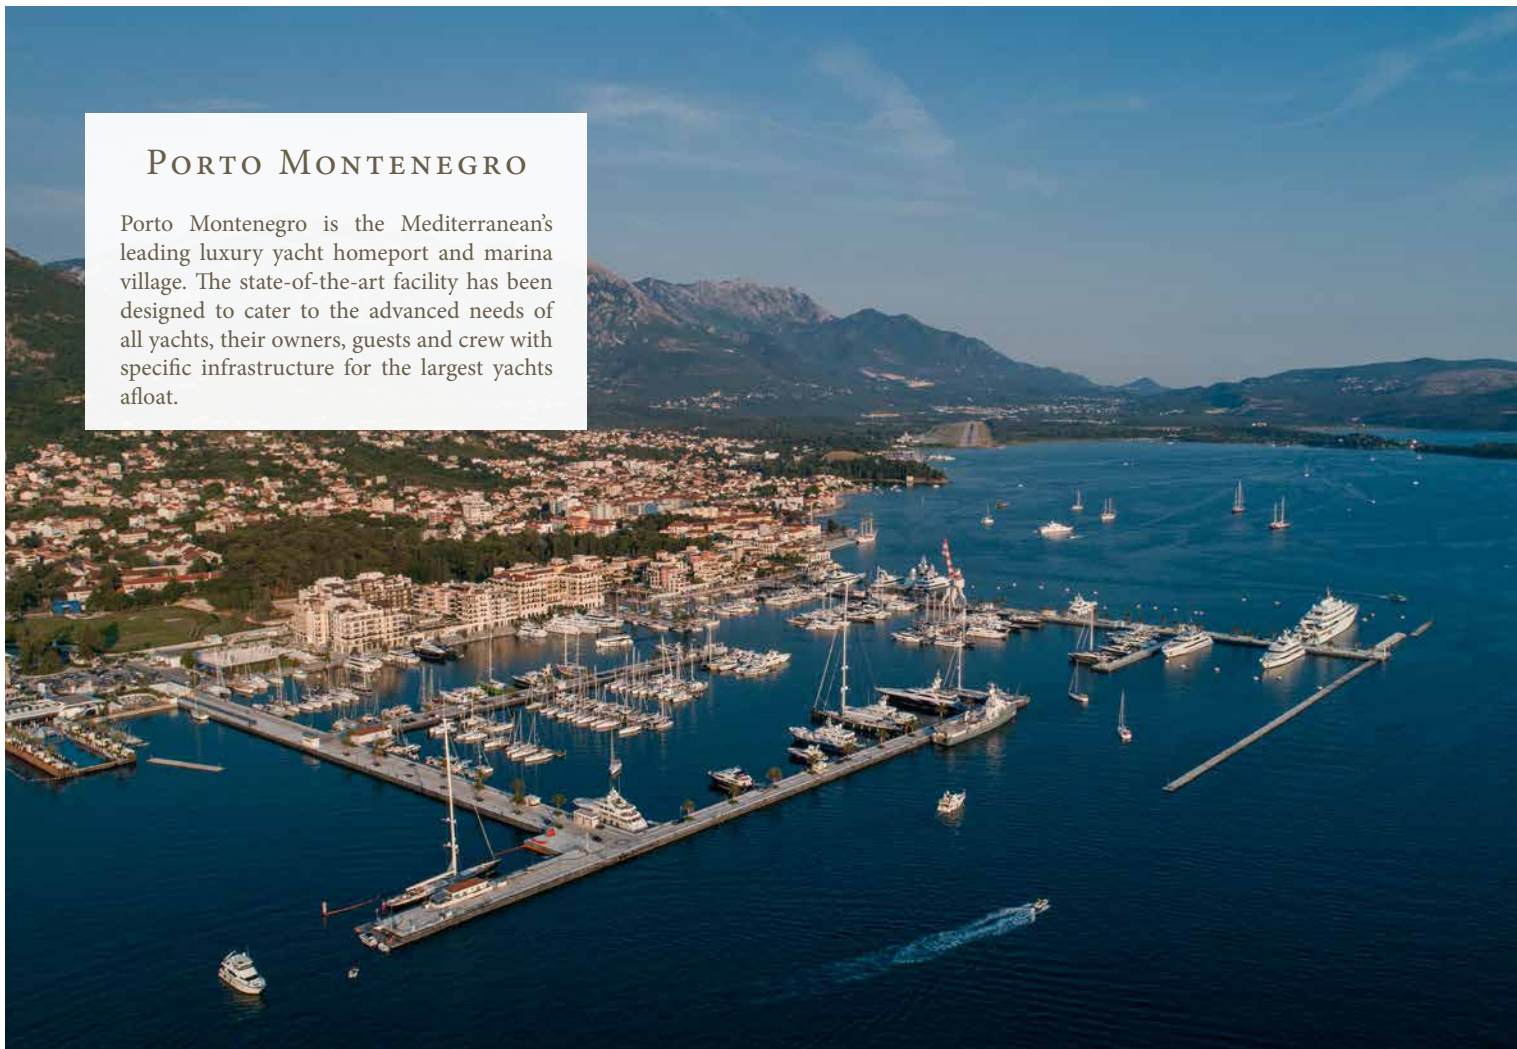 Porto Montenegro
Porto Montenegro is the Mediterranean’s
leading luxury yacht homeport and marina
village. The state-of-the-art facility has been
designed to cater to the advanced needs of
all yachts, their owners, guests and crew with
specific infrastructure for the largest yachts
afloat.